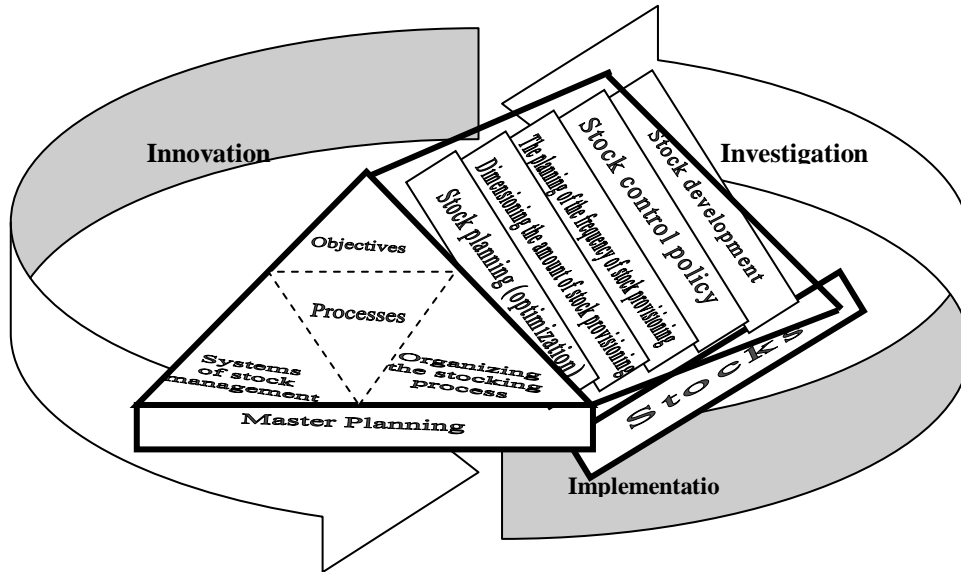 Innovation
Investigation
Objectives
Processes
Systems
of stock
management
Organizing
the stocking
process
Master Planning
Stock planning (optimization)
Dimensioning the amount of stock provisioning
The planning of the frequency of stock provisioning
Stock control policy
Stock development
Stocks
Implementatio